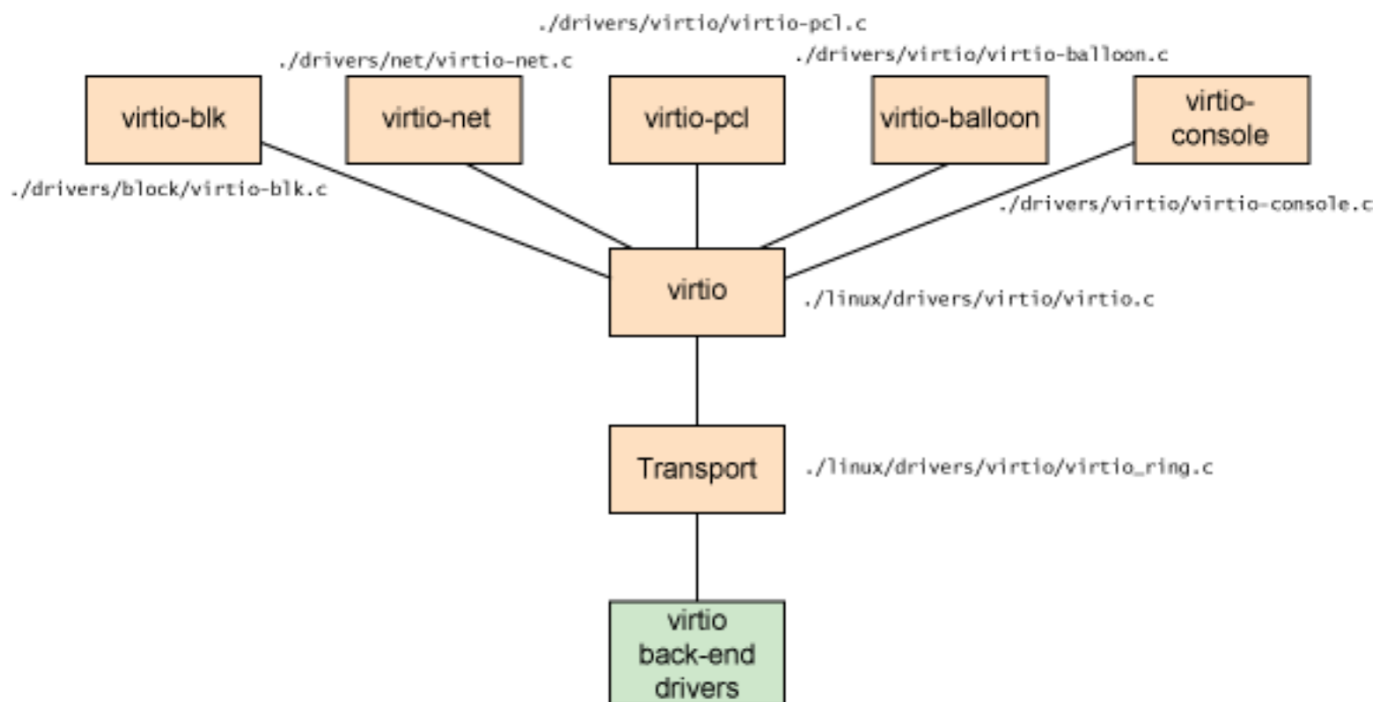 ./drivers/virtio/virtio-pcl.c
./drivers/net/virtio-net.c
./drivers/virtio/virtio-balloon.c
virtio-blk
virtio-net
virtio-pcl
virtio-balloon
virtio-
console
./drivers/block/virtio-blk.c
./drivers/virtio/virtio-console.c
virtio
./linux/drivers/virtio/virtio.c
Transport
./linux/drivers/virtio/virtio_ring.c
virtio
back-end
drivers